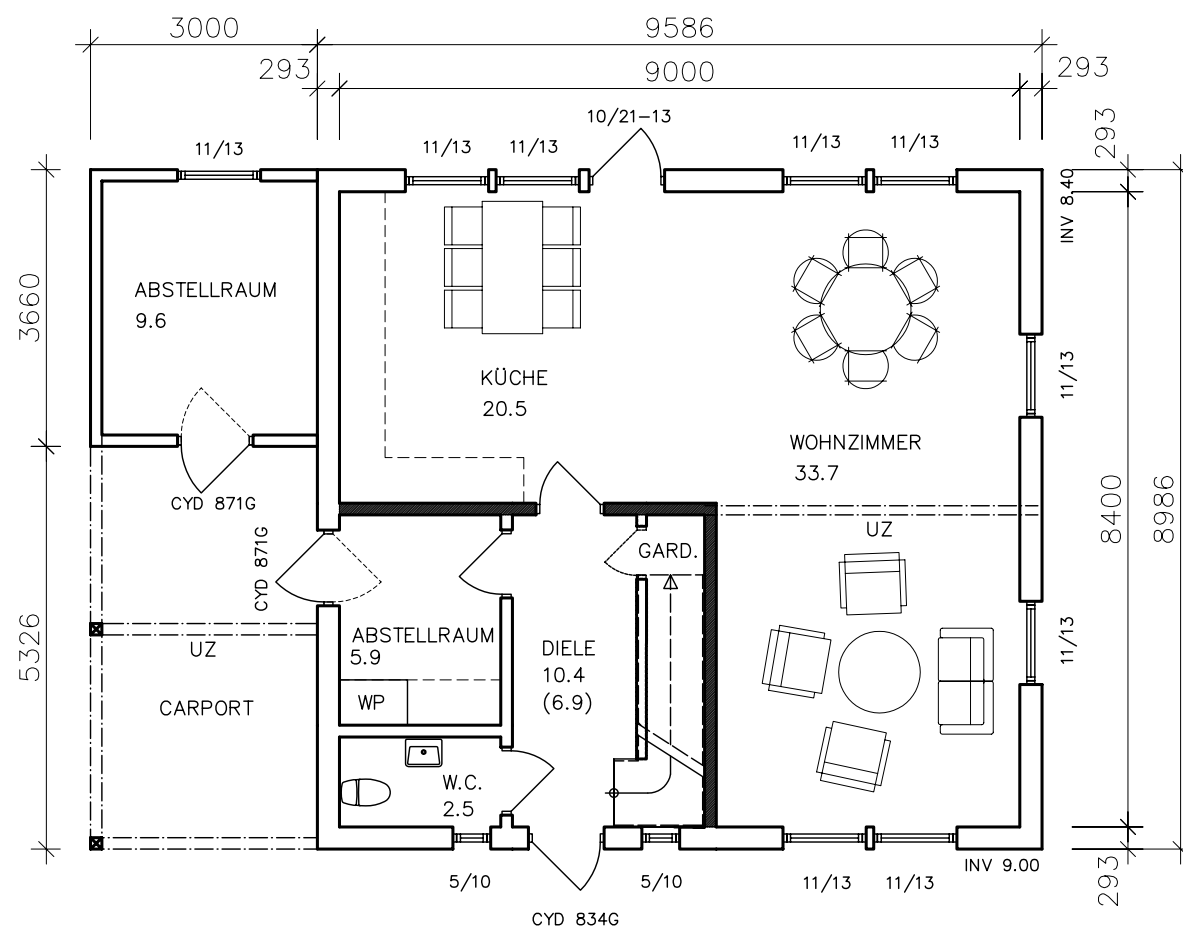 3000
9586
293
9000
293
10/21-13
11/13
11/13
11/13
11/13
11/13
293
INV 8.40
ABSTELLRAUM
9.6
3660
KÜCHE
20.5
11/13
WOHNZIMMER
33.7
CYD 871G
8400
8986
UZ
CYD 871G
GARD.
5326
ABSTELLRAUM
5.9
DIELE
10.4
(6.9)
11/13
UZ
WP
CARPORT
W.C.
2.5
INV 9.00
293
5/10
5/10
11/13
11/13
CYD 834G